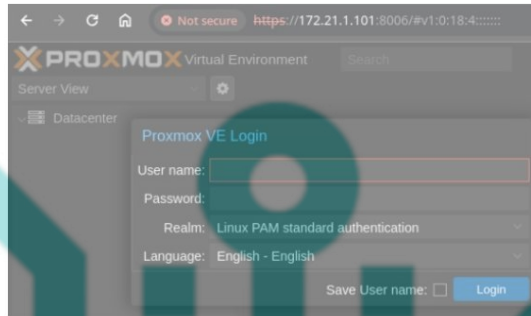 Not secure https://172.21.1.101:8006/#v1:0:18:4:::::::
PROXMOX Virtual Environment Search
Server View
Datacenter
Proxmox VE Login
User name:
Password:
Realm: Linux PAM standard authentication
Language: English - English
Save User name: Login